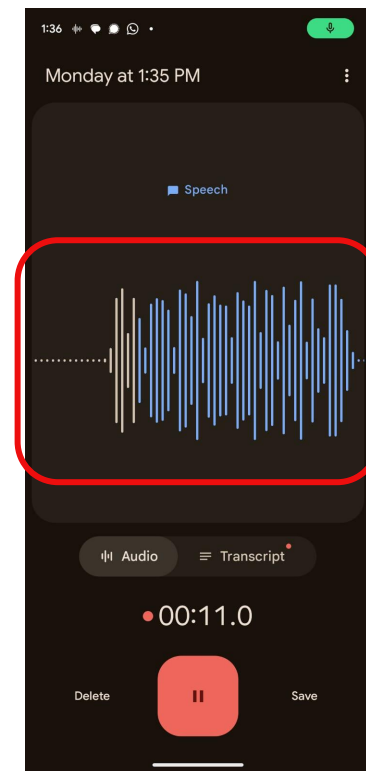 1:36
Monday at 1:35 PM
Speech
Audio
Transcript
00:11.0
Delete
Save